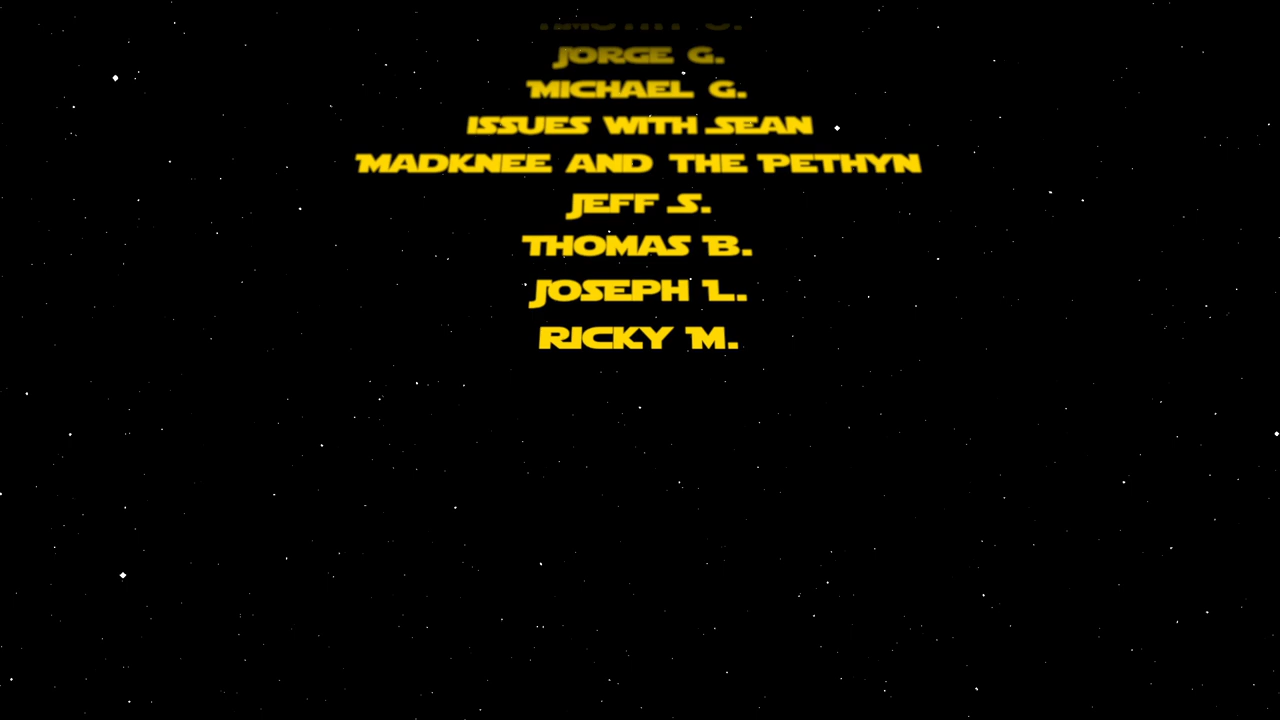 Jorge G.
Michael G.
Issues with Sean
Madknee and the Pethyn
Jeff S.
Thomas B.
Joseph L.
Ricky M.